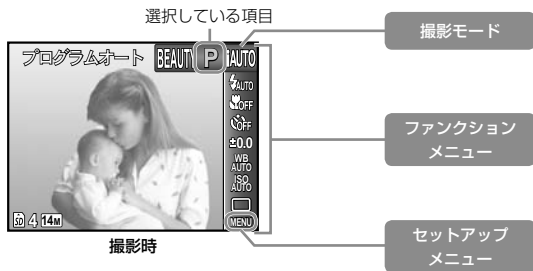 選択している項目
撮影モード
プログラムオート BEAUTY P iAUTO
AUTO
OFF
OFF
±0.0
WB
AUTO
ISO
AUTO
MENU
SD 4 14M
撮影時
ファンクション
メニュー
セットアップ
メニュー